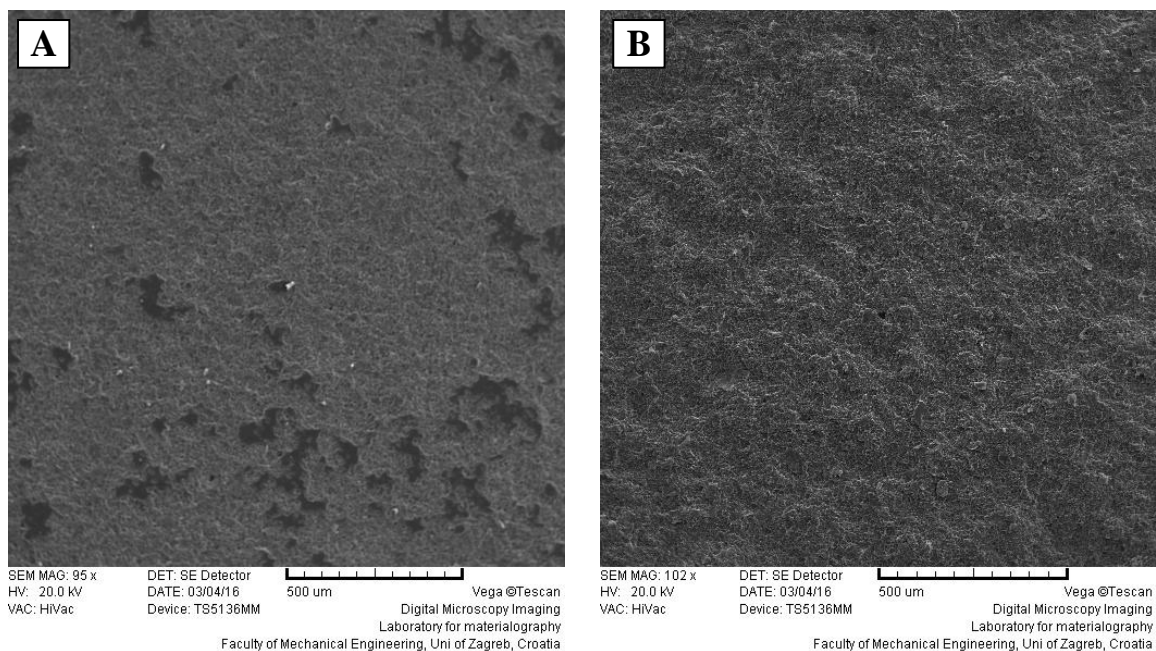 A
SEM MAG: 95 x DET: SE Detector
HV: 20.0 kV DATE: 03/04/16 500 um Vega ©Tescan
VAC: HiVac Device: TS5136MM Digital Microscopy Imaging
Laboratory for materialography
Faculty of Mechanical Engineering, Uni of Zagreb, Croatia
B
SEM MAG: 102 x DET: SE Detector
HV: 20.0 kV DATE: 03/04/16 500 um Vega ©Tescan
VAC: HiVac Device: TS5136MM Digital Microscopy Imaging
Laboratory for materialography
Faculty of Mechanical Engineering, Uni of Zagreb, Croatia